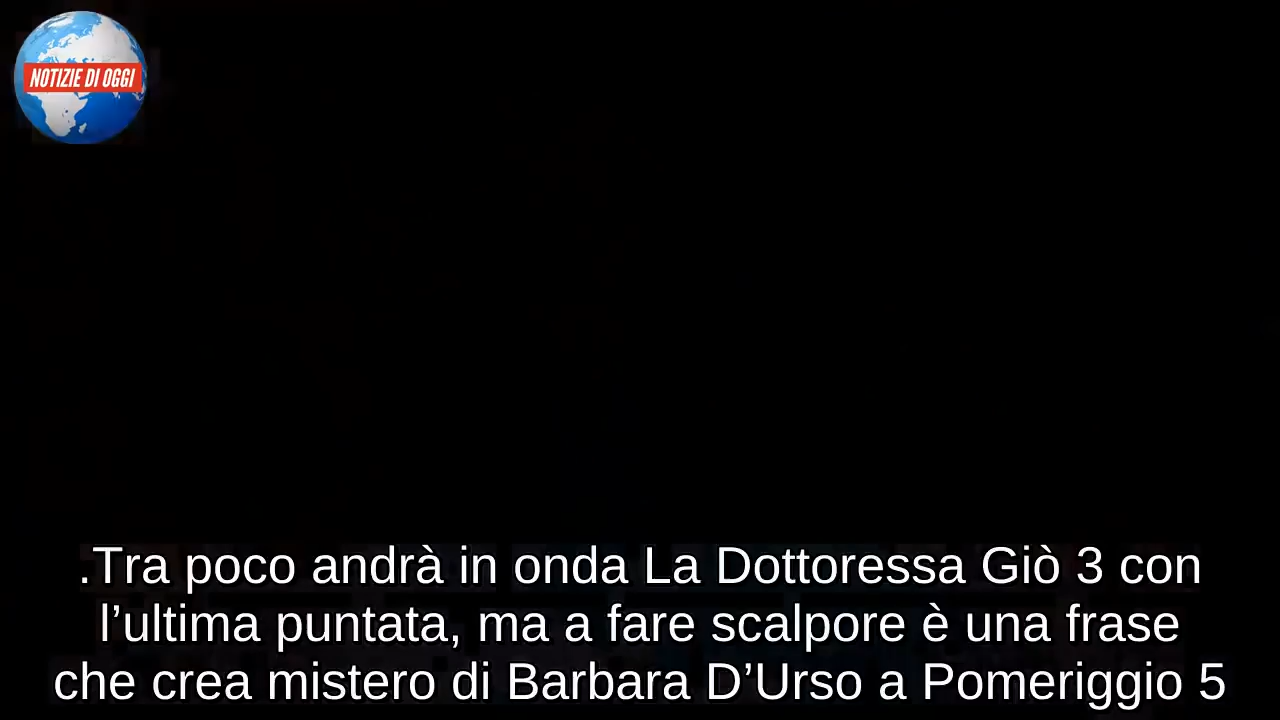 NOTIZIE DI OGGI
.Tra poco andrà in onda La Dottoressa Giò 3 con
l’ultima puntata, ma a fare scalpore è una frase
che crea mistero di Barbara D’Urso a Pomeriggio 5